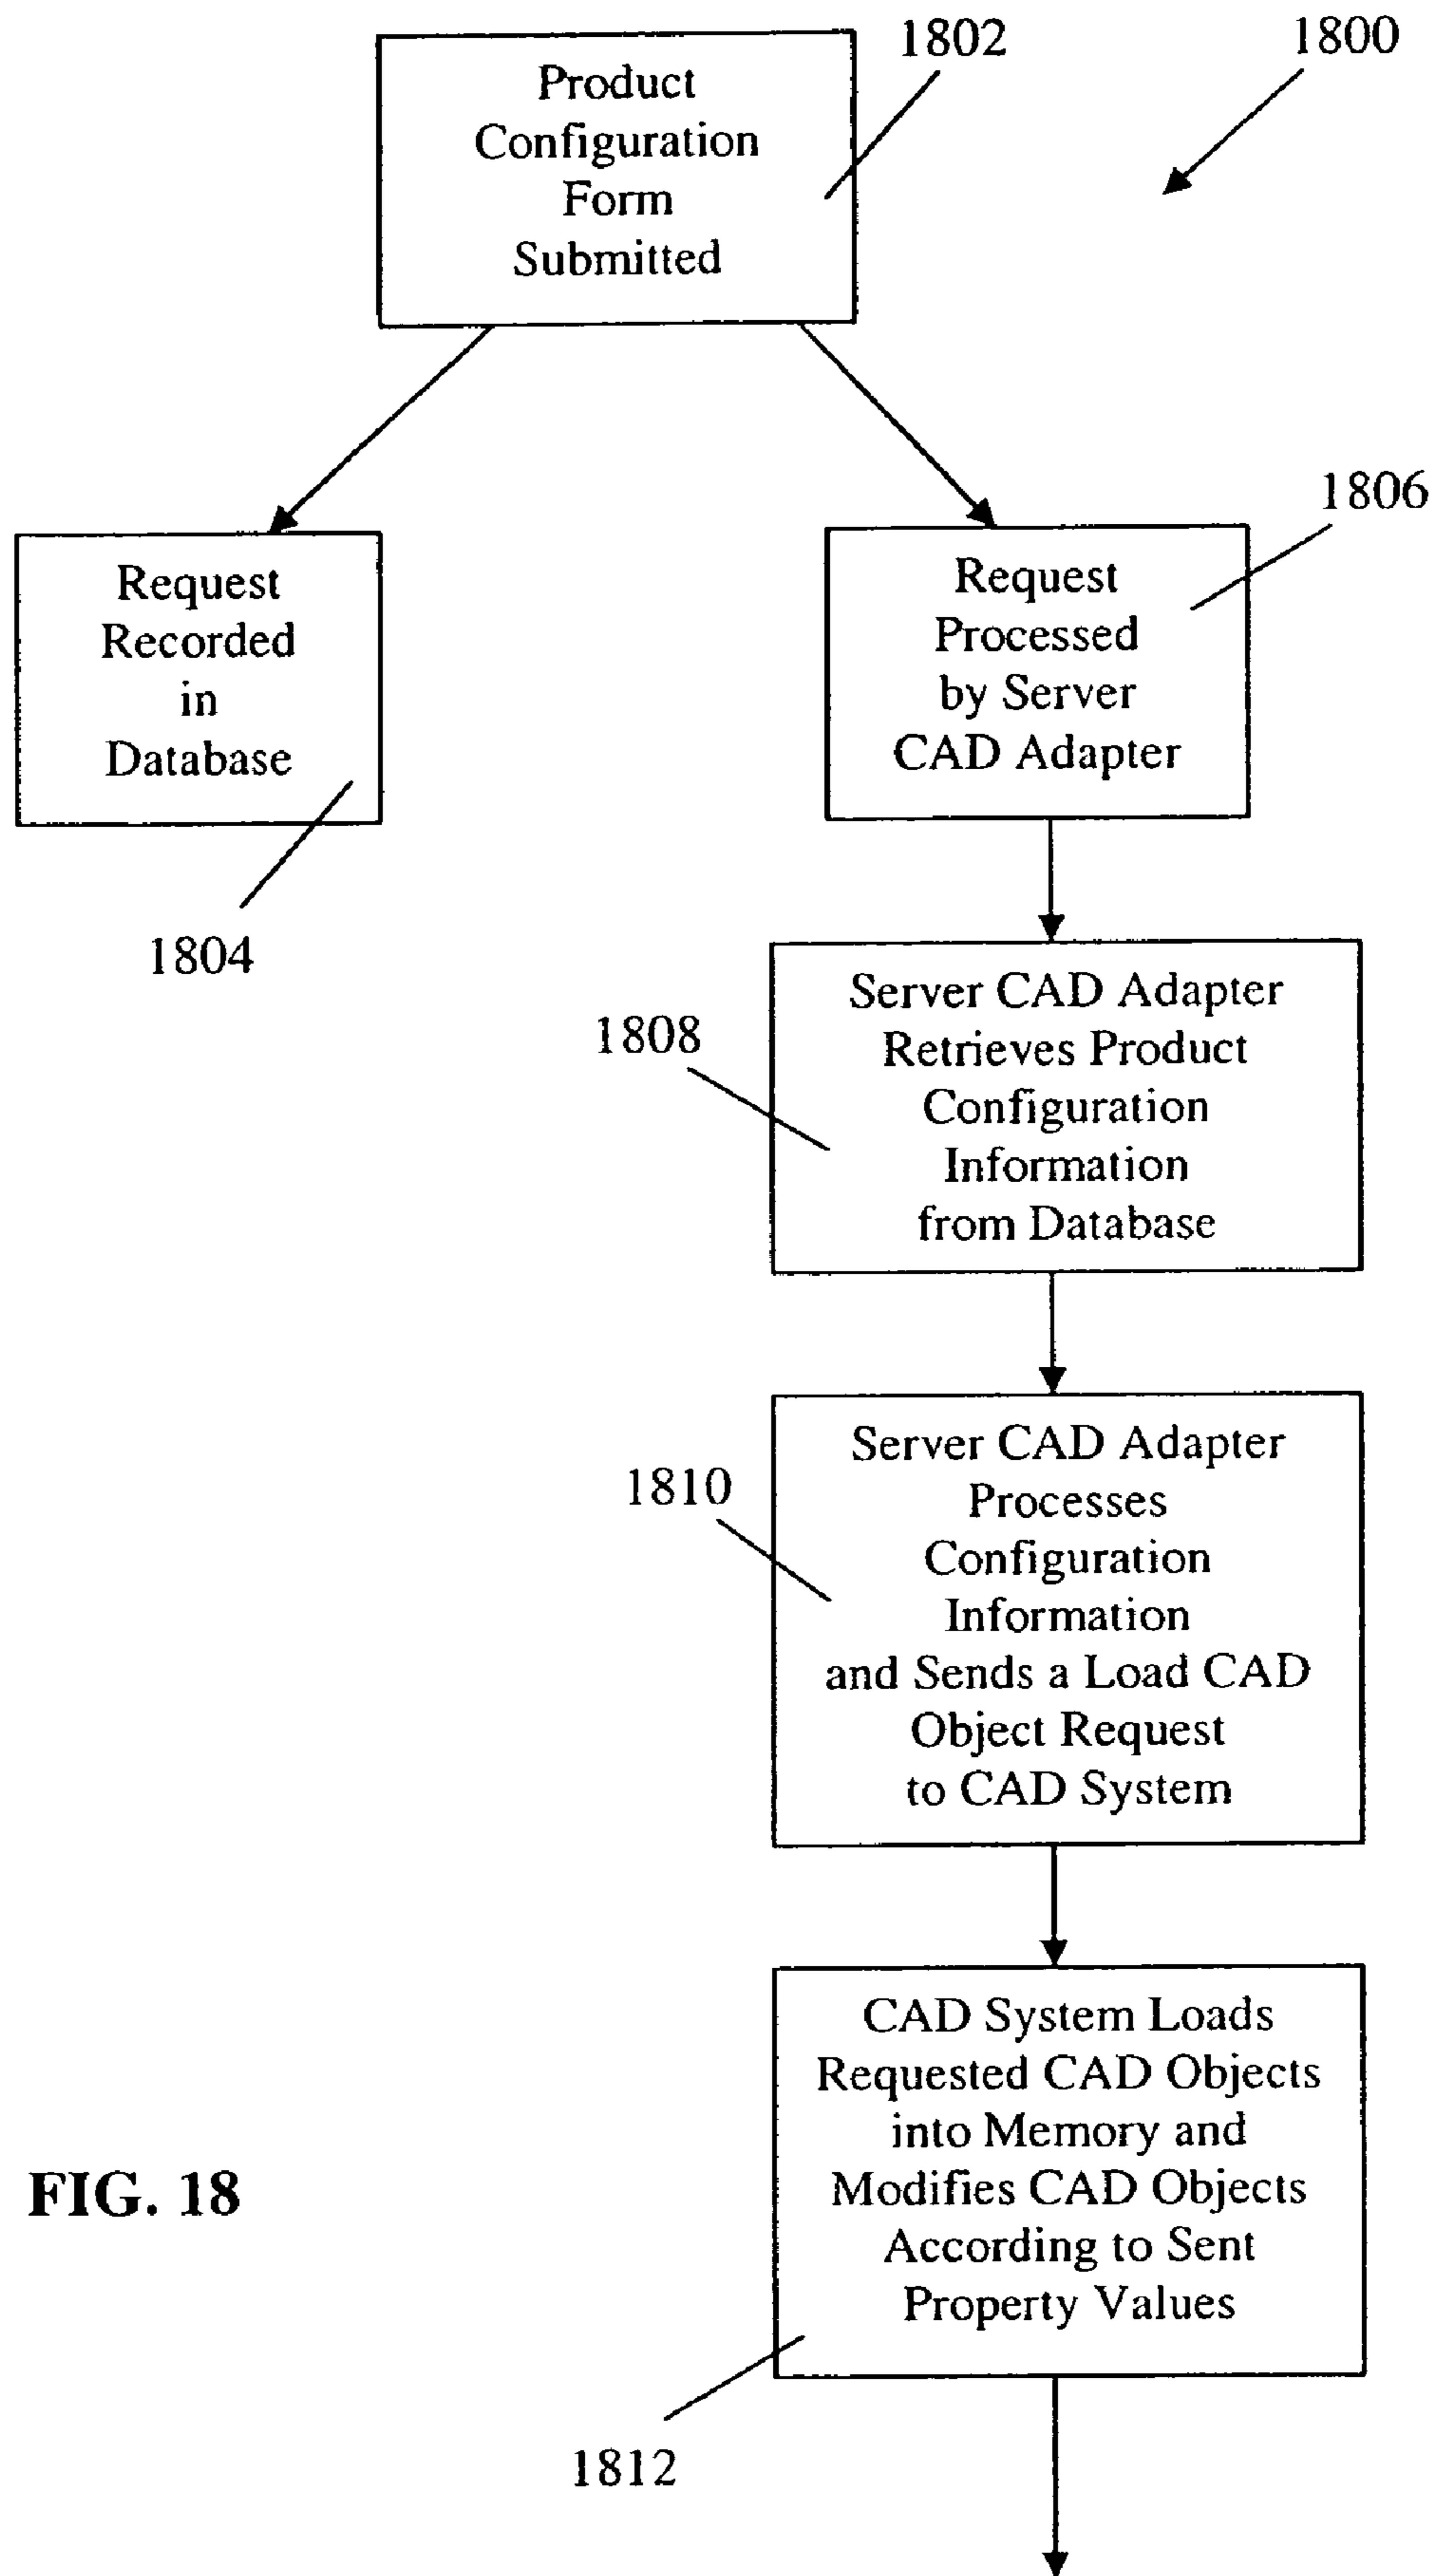 1802
1800
Product
Configuration
Form
Submitted
1806
Request
Recorded
in
Database
1804
Request
Processed
by Server
CAD Adapter
1808
Server CAD Adapter
Retrieves Product
Configuration
Information
from Database
1810
Server CAD Adapter
Processes
Configuration
Information
and Sends a Load CAD
Object Request
to CAD System
CAD System Loads
Requested CAD Objects
into Memory and
Modifies CAD Objects
According to Sent
Property Values
FIG. 18
1812